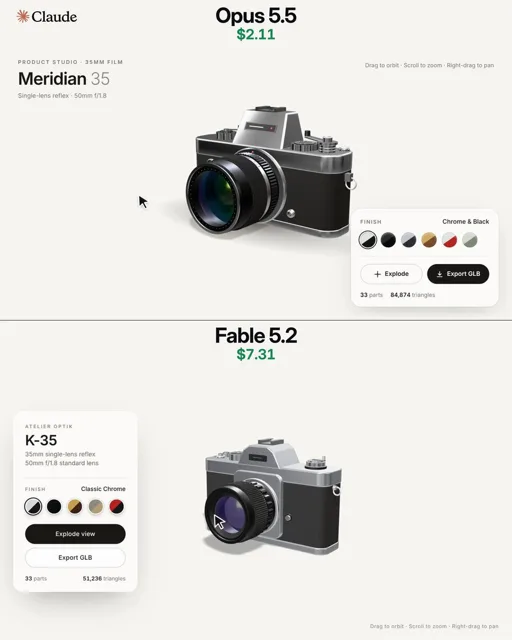 Claude
Opus 5.5
$2.11
PRODUCT STUDIO · 35MM FILM
Meridian 35
Single-lens reflex · 50mm f/1.8
Drag to orbit · Scroll to zoom · Right-drag to pan
FINISH Chrome & Black
+ Explode
Export GLB
33 parts 84,874 triangles
Fable 5.2
$7.31
ATELIER OPTIK
K-35
35mm single-lens reflex
50mm f/1.8 standard lens
FINISH Classic Chrome
Explode view
Export GLB
33 parts 51,236 triangles
Drag to orbit · Scroll to zoom · Right-drag to pan